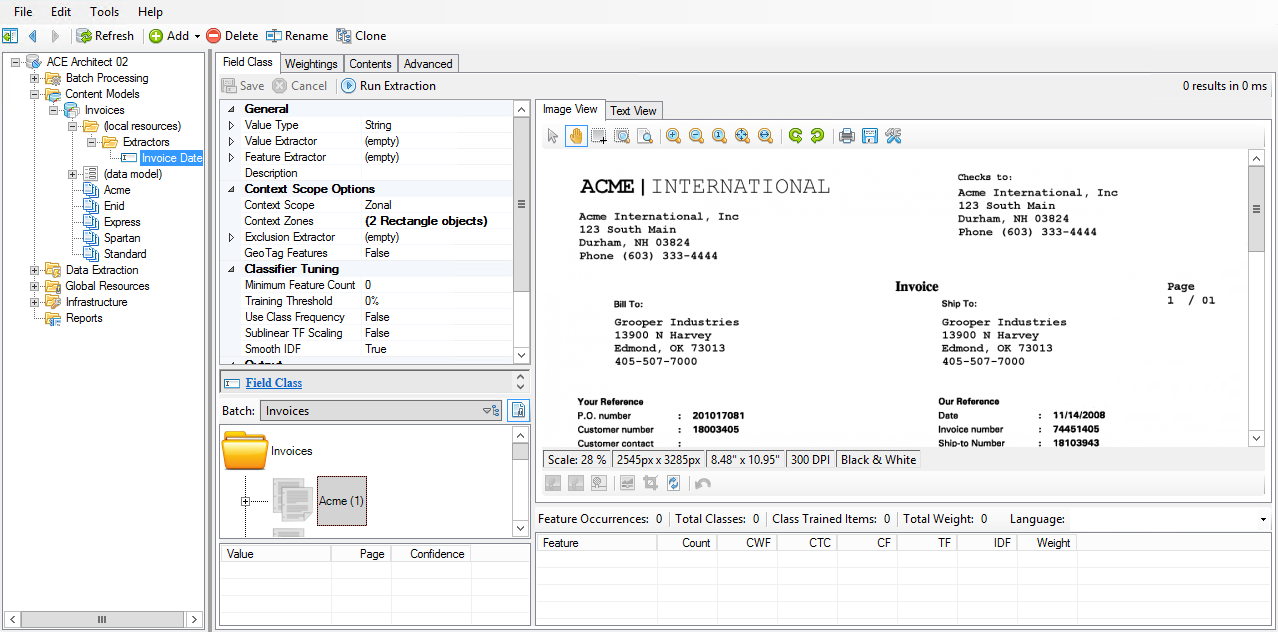 File Edit Tools Help
Refresh Add Delete Rename Clone
ACE Architect 02
Batch Processing
Content Models
Invoices
(local resources)
Extractors
Invoice Date
(data model)
Acme
Enid
Express
Spartan
Standard
Data Extraction
Global Resources
Infrastructure
Reports
Field Class Weightings Contents Advanced
Save Cancel Run Extraction
0 results in 0 ms
General
Value Type String
Value Extractor (empty)
Feature Extractor (empty)
Description
Context Scope Options
Context Scope Zonal
Context Zones (2 Rectangle objects)
Exclusion Extractor (empty)
GeoTag Features False
Classifier Tuning
Minimum Feature Count 0
Training Threshold 0%
Use Class Frequency False
Sublinear TF Scaling False
Smooth IDF True
Output
Field Class
Batch: Invoices
Invoices
Acme (1)
Value Page Confidence
Image View Text View
ACME|INTERNATIONAL
Acme International, Inc
123 South Main
Durham, NH 03824
Phone (603) 333-4444
Checks to:
Acme International, Inc
123 South Main
Durham, NH 03824
Phone (603) 333-4444
Invoice
Page
1 / 01
Bill To:
Grooper Industries
13900 N Harvey
Edmond, OK 73013
405-507-7000
Ship To:
Grooper Industries
13900 N Harvey
Edmond, OK 73013
405-507-7000
Your Reference
P.O. number : 201017081
Customer number : 18003405
Customer contact :
Our Reference
Date : 11/14/2008
Invoice number : 74451405
Ship-to Number : 18103943
Scale: 28 % 2545px x 3285px 8.48" x 10.95" 300 DPI Black & White
Feature Occurrences: 0 Total Classes: 0 Class Trained Items: 0 Total Weight: 0 Language:
Feature Count CWF CTC CF TF IDF Weight